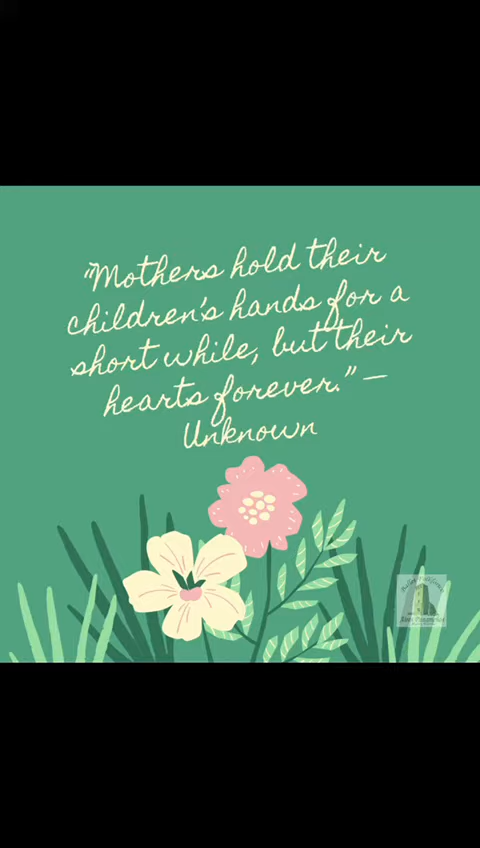 "Mothers hold their
children's hands for a
short while, but their
hearts forever." –
Unknown